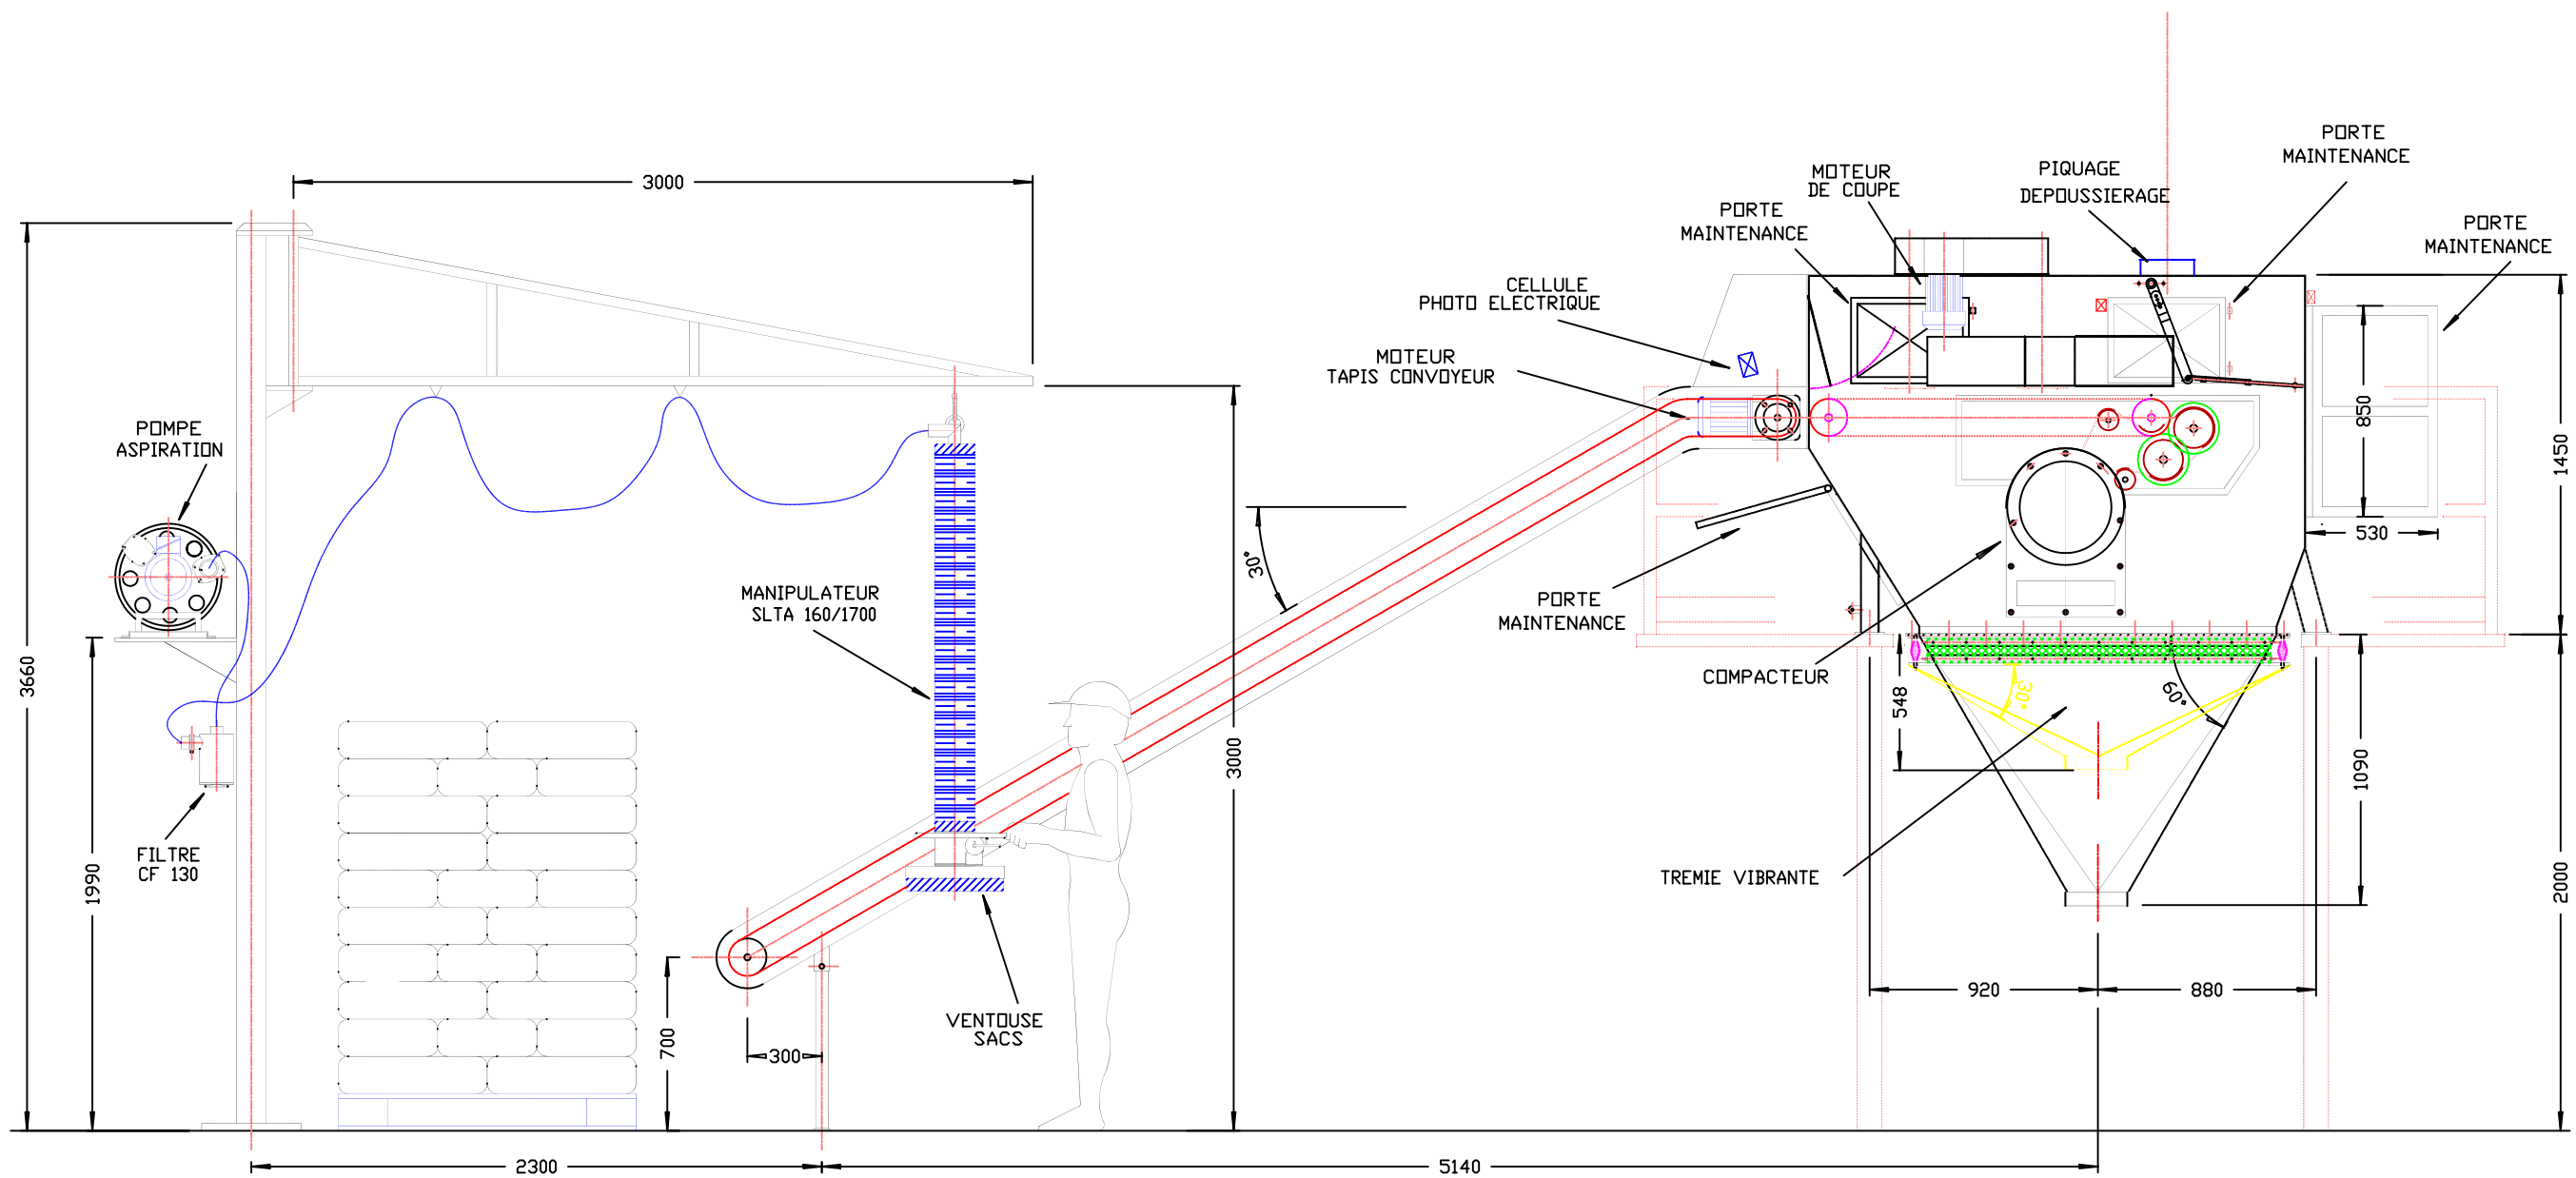 3000
3660
POMPE
ASPIRATION
1990
FILTRE
CF 130
MANIPULATEUR
SLTA 160/1700
VENTOUSE
SACS
700
300
3000
30°
2300
5140
CELLULE
PHOTO ELECTRIQUE
MOTEUR
TAPIS CONVOYEUR
PORTE
MAINTENANCE
MOTEUR
DE COUPE
PIQUAGE
DEPOUSSIERAGE
PORTE
MAINTENANCE
PORTE
MAINTENANCE
850
530
1450
PORTE
MAINTENANCE
COMPACTEUR
548
30°
60°
1090
TREMIE VIBRANTE
920
880
2000